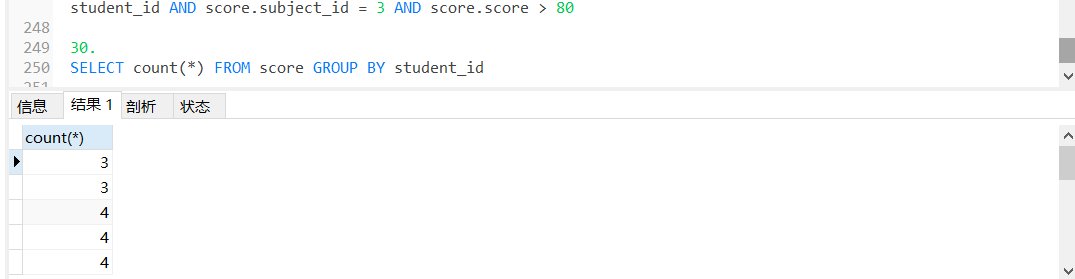 student_id AND score.subject_id = 3 AND score.score > 80
248
249 30.
250 SELECT count(*) FROM score GROUP BY student_id
信息 结果 1 剖析 状态
count(*)
3
3
4
4
4